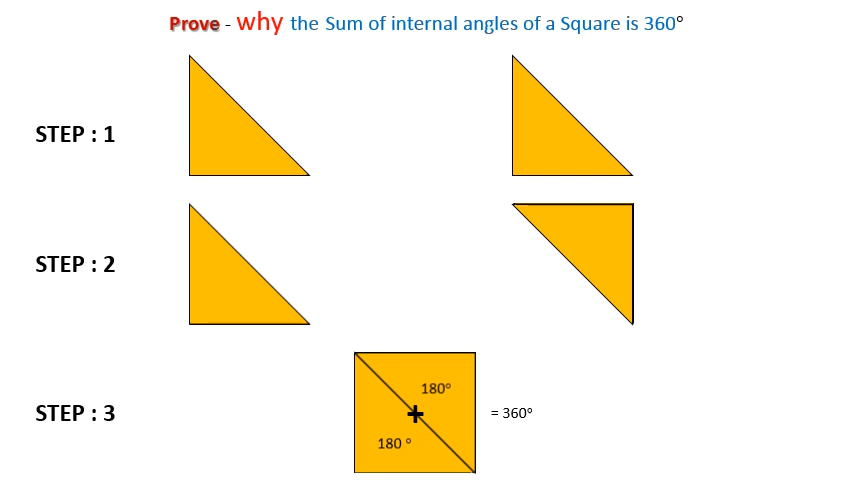 Prove - why the Sum of internal angles of a Square is 360°
STEP : 1
STEP : 2
STEP : 3
180°
+
180 °
= 360°